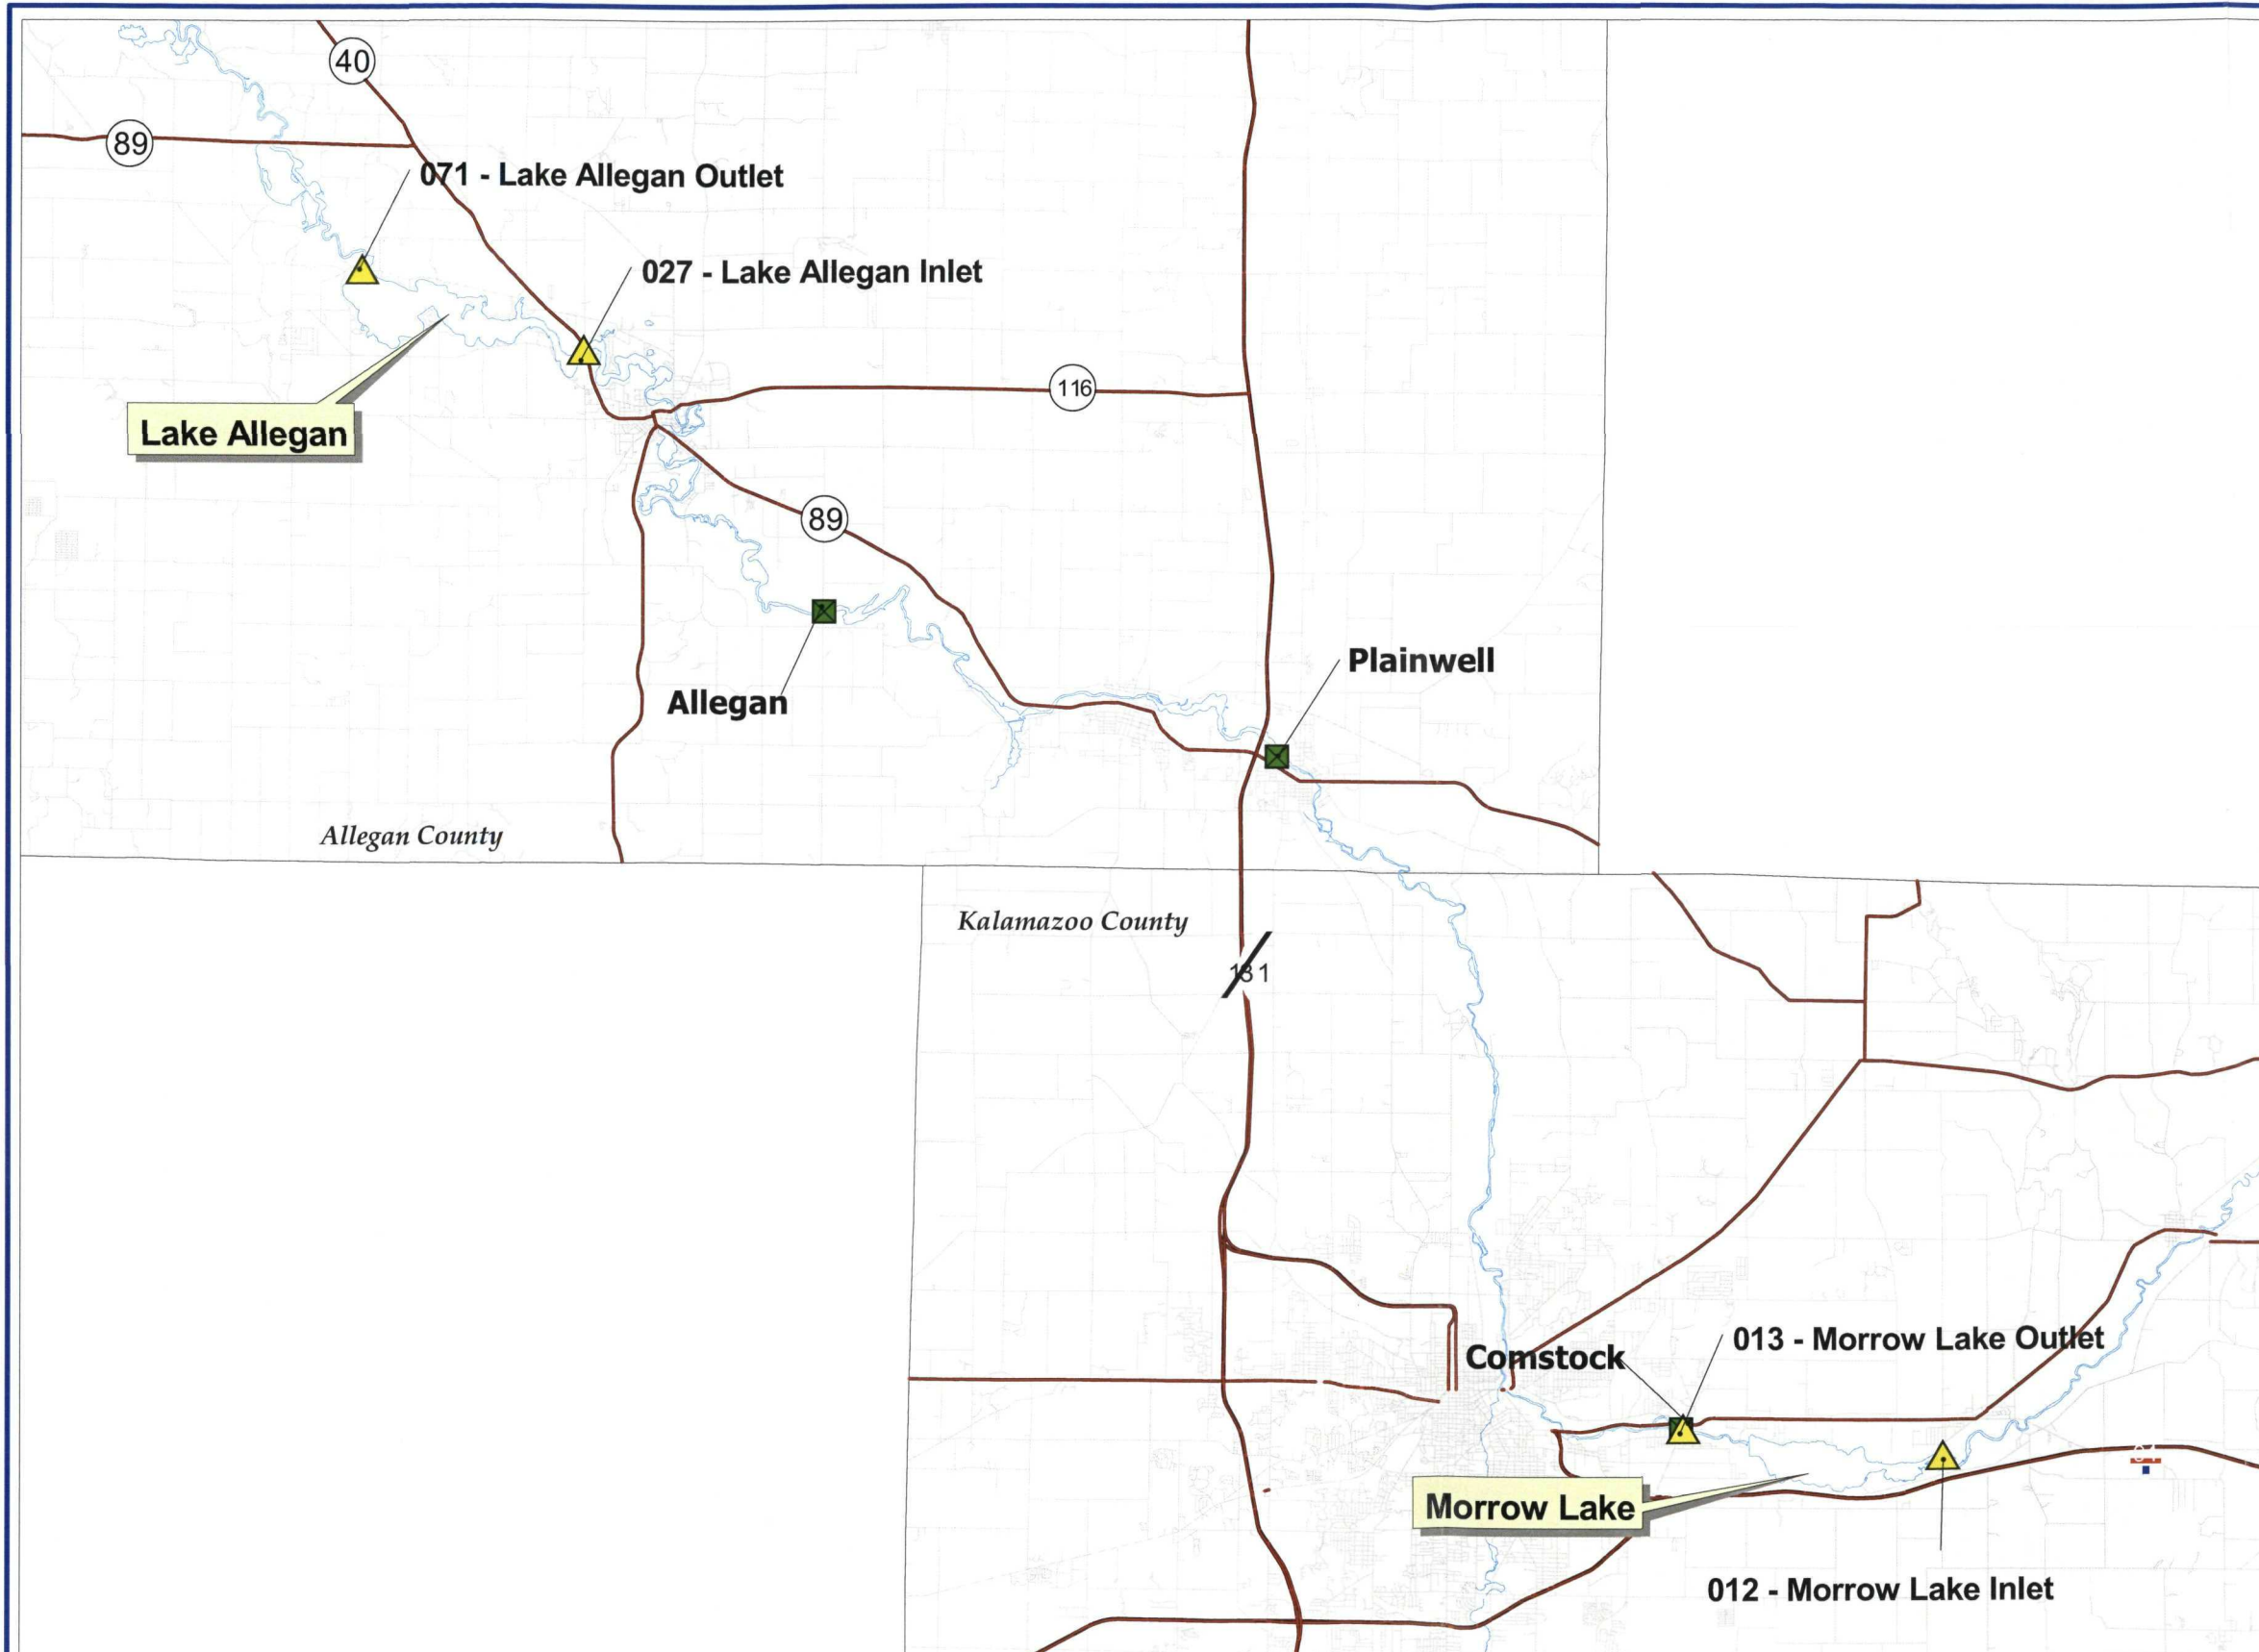 40
89
071 - Lake Allegan Outlet
027 - Lake Allegan Inlet
116
Lake Allegan
89
Plainwell
Allegan
Allegan County
Kalamazoo County
131
013 - Morrow Lake Outlet
Comstock
Morrow Lake
012 - Morrow Lake Inlet